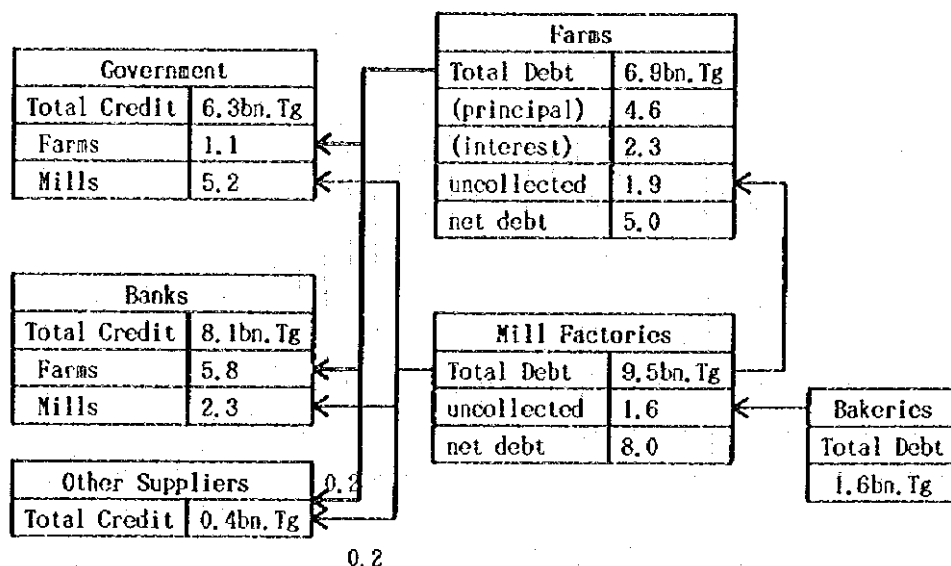 Government
Total Credit 6.3bn.Tg
Farms 1.1
Mills 5.2
Banks
Total Credit 8.1bn.Tg
Farms 5.8
Mills 2.3
Other Suppliers
Total Credit 0.4bn.Tg
0.2
0.2
Farms
Total Debt 6.9bn.Tg
(principal) 4.6
(interest) 2.3
uncollected 1.9
net debt 5.0
Mill Factories
Total Debt 9.5bn.Tg
uncollected 1.6
net debt 8.0
Bakeries
Total Debt
1.6bn.Tg